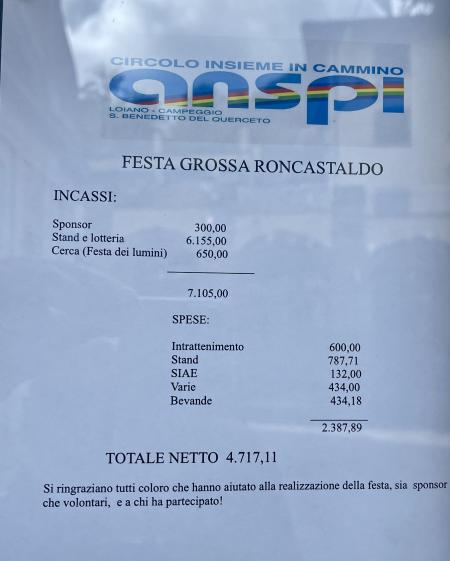 CIRCOLO INSIEME IN CAMMINO
anspi
LOIANO - CAMPEGGIO
S. BENEDETTO DEL QUERCETO
FESTA GROSSA RONCASTALDO
INCASSI:
Sponsor 300,00
Stand e lotteria 6.155,00
Cerca (Festa dei lumini) 650,00
7.105,00
SPESE:
Intrattenimento 600,00
Stand 787,71
SIAE 132,00
Varie 434,00
Bevande 434,18
2.387,89
TOTALE NETTO 4.717,11
Si ringraziano tutti coloro che hanno aiutato alla realizzazione della festa, sia sponsor
che volontari, e a chi ha partecipato!